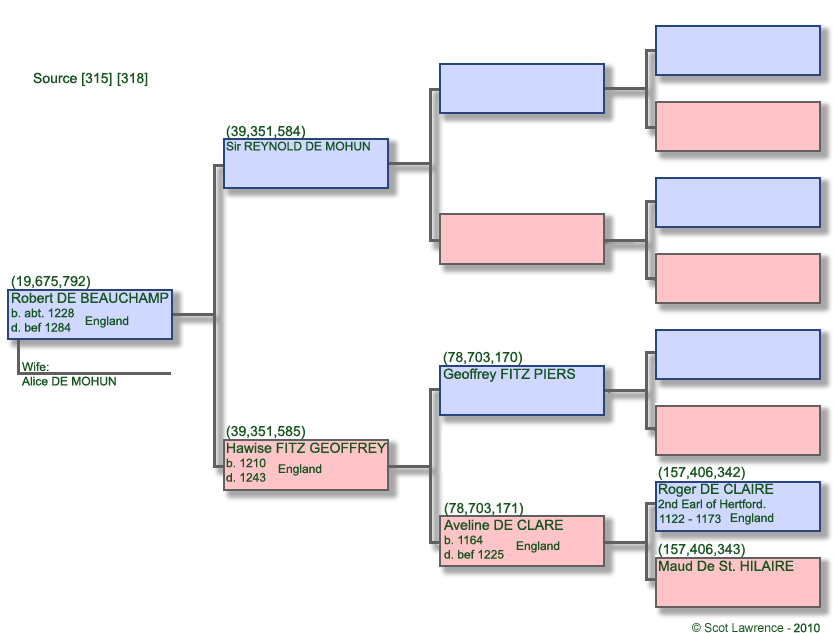 Source [315] [318]
(39,351,584)
Sir REYNOLD DE MOHUN
(19,675,792)
Robert DE BEAUCHAMP
b. abt. 1228
England
d. bef 1284
Wife:
Alice DE MOHUN
(78,703,170)
Geoffrey FITZ PIERS
(39,351,585)
Hawise FITZ GEOFFREY
b. 1210
England
d. 1243
(157,406,342)
Roger DE CLAIRE
2nd Earl of Hertford.
1122 - 1173 England
(78,703,171)
Aveline DE CLARE
b. 1164
England
d. bef 1225
(157,406,343)
Maud De St. HILAIRE
© Scot Lawrence - 2010